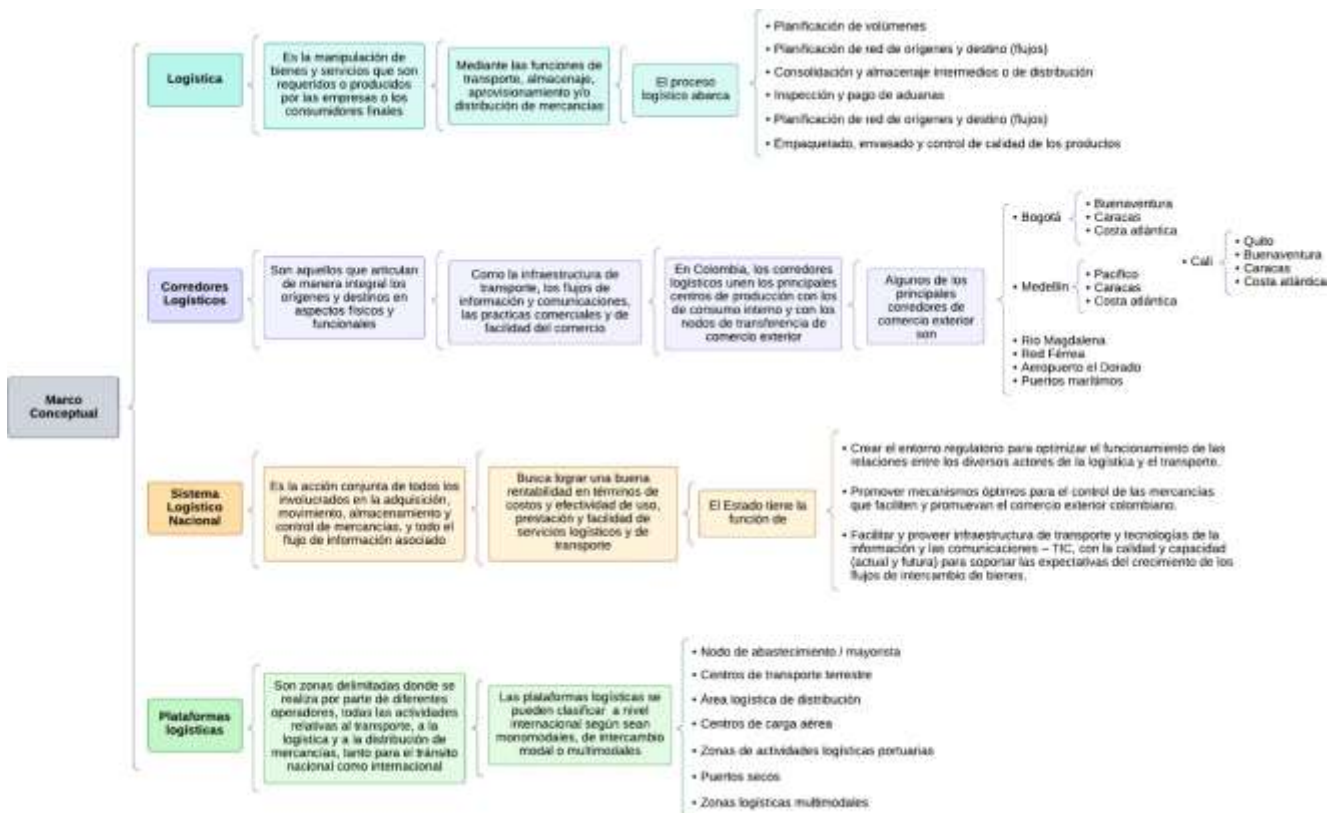 Marco
Conceptual
Logística
Es la manipulación de
bienes y servicios que son
requeridos o producidos
por las empresas o los
consumidores finales
Mediante las funciones de
transporte, almacenaje,
aprovisionamiento y/o
distribución de mercancías
El proceso
logístico abarca
• Planificación de volúmenes
• Planificación de red de orígenes y destino (flujos)
• Consolidación y almacenaje intermedios o de distribución
• Inspección y pago de aduanas
• Planificación de red de orígenes y destino (flujos)
• Empaquetado, envasado y control de calidad de los productos
Corredores
Logísticos
Son aquellos que articulan
de manera integral los
orígenes y destinos en
aspectos físicos y
funcionales
Como la infraestructura de
transporte, los flujos de
información y comunicaciones,
las practicas comerciales y de
facilidad del comercio
En Colombia, los corredores
logísticos unen los principales
centros de producción con los
de consumo interno y con los
nodos de transferencia de
comercio exterior
Algunos de los
principales
corredores de
comercio exterior
son
• Bogotá
• Buenaventura
• Caracas
• Costa atlántica
• Medellín
• Pacífico
• Caracas
• Costa atlántica
• Cali
• Quito
• Buenaventura
• Caracas
• Costa atlántica
• Rio Magdalena
• Red Férrea
• Aeropuerto el Dorado
• Puertos marítimos
Sistema
Logístico
Nacional
Es la acción conjunta de todos los
involucrados en la adquisición,
movimiento, almacenamiento y
control de mercancías, y todo el
flujo de información asociado
Busca lograr una buena
rentabilidad en términos de
costos y efectividad de uso,
prestación y facilidad de
servicios logísticos y de
transporte
El Estado tiene la
función de
• Crear el entorno regulatorio para optimizar el funcionamiento de las
relaciones entre los diversos actores de la logística y el transporte.
• Promover mecanismos óptimos para el control de las mercancías
que faciliten y promuevan el comercio exterior colombiano.
• Facilitar y proveer infraestructura de transporte y tecnologías de la
información y las comunicaciones – TIC, con la calidad y capacidad
(actual y futura) para soportar las expectativas del crecimiento de los
flujos de intercambio de bienes.
Plataformas
logísticas
Son zonas delimitadas donde se
realiza por parte de diferentes
operadores, todas las actividades
relativas al transporte, a la
logística y a la distribución de
mercancías, tanto para el tránsito
nacional como internacional
Las plataformas logísticas se
pueden clasificar a nivel
internacional según sean
monomodales, de intercambio
modal o multimodales
• Nodo de abastecimiento / mayorista
• Centros de transporte terrestre
• Área logística de distribución
• Centros de carga aérea
• Zonas de actividades logísticas portuarias
• Puertos secos
• Zonas logísticas multimodales